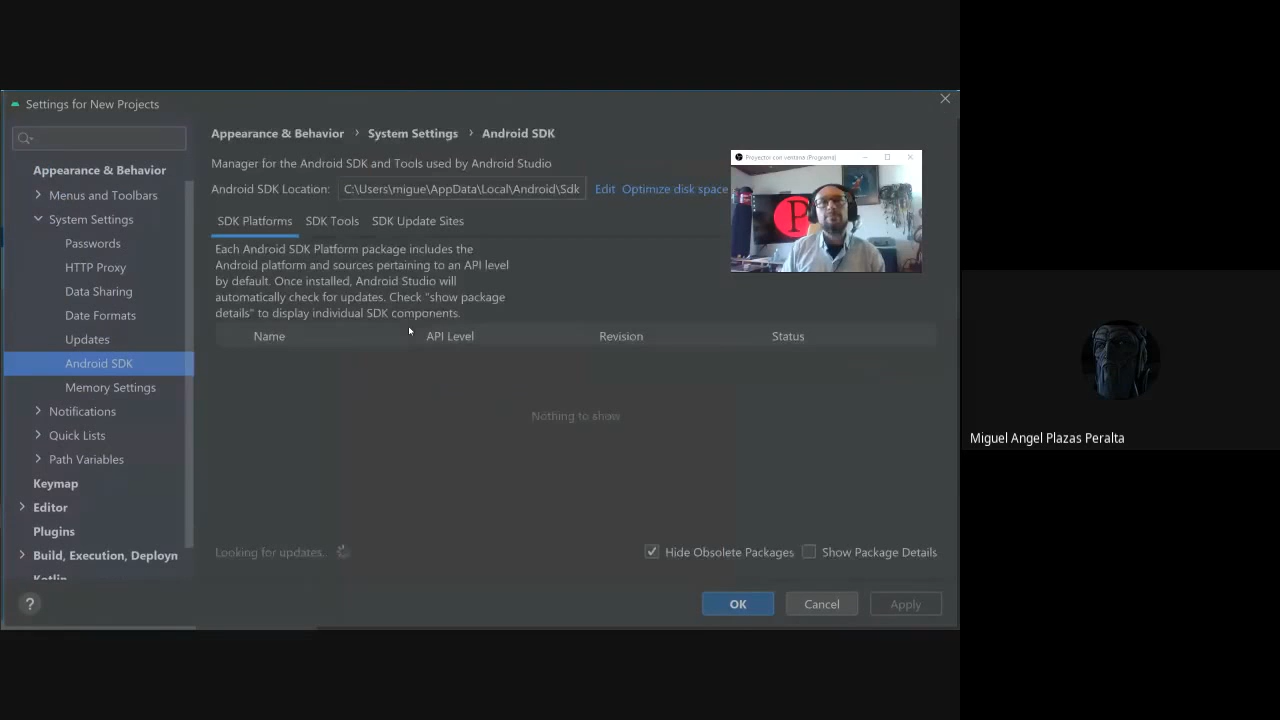 Settings for New Projects
Appearance & Behavior
Menus and Toolbars
System Settings
Passwords
HTTP Proxy
Data Sharing
Date Formats
Updates
Android SDK
Memory Settings
Notifications
Quick Lists
Path Variables
Keymap
Editor
Plugins
Build, Execution, Deployn
Kotlin
?
Appearance & Behavior › System Settings › Android SDK
Manager for the Android SDK and Tools used by Android Studio
Android SDK Location: C:\Users\migue\AppData\Local\Android\Sdk Edit Optimize disk space
SDK Platforms SDK Tools SDK Update Sites
Each Android SDK Platform package includes the
Android platform and sources pertaining to an API level
by default. Once installed, Android Studio will
automatically check for updates. Check "show package
details" to display individual SDK components.
Name API Level Revision Status
Nothing to show
Looking for updates..
Hide Obsolete Packages Show Package Details
OK Cancel Apply
Proyector con ventana (Programa)
P
Miguel Angel Plazas Peralta